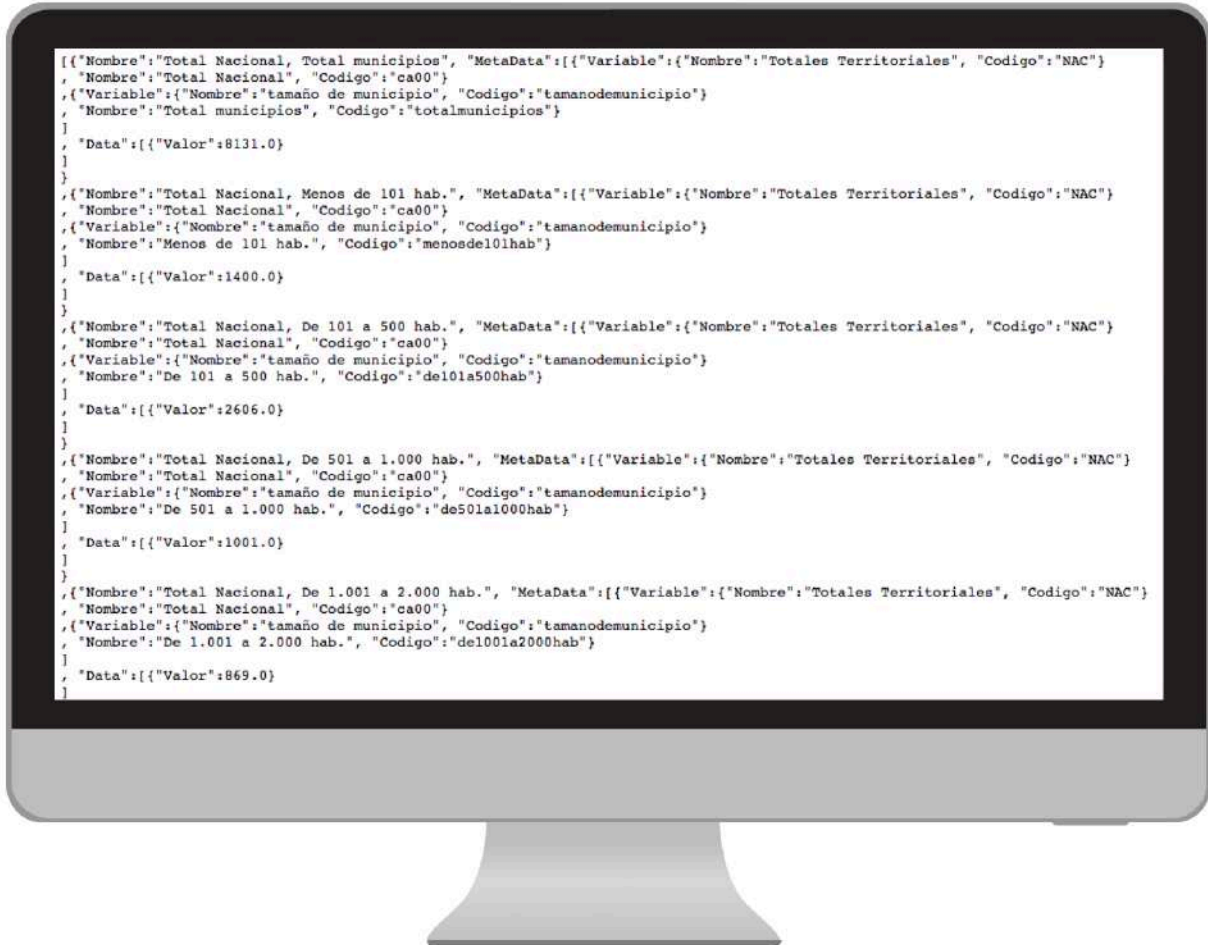 [{"Nombre":"Total Nacional, Total municipios", "MetaData":[{"Variable":{"Nombre":"Totales Territoriales", "Codigo":"NAC"}
, "Nombre":"Total Nacional", "Codigo":"ca00"}
,{"Variable":{"Nombre":"tamaño de municipio", "Codigo":"tamanodemunicipio"}
, "Nombre":"Total municipios", "Codigo":"totalmunicipios"}
]
, "Data":[{"Valor":8131.0}
]
}
,{"Nombre":"Total Nacional, Menos de 101 hab.", "MetaData":[{"Variable":{"Nombre":"Totales Territoriales", "Codigo":"NAC"}
, "Nombre":"Total Nacional", "Codigo":"ca00"}
,{"Variable":{"Nombre":"tamaño de municipio", "Codigo":"tamanodemunicipio"}
, "Nombre":"Menos de 101 hab.", "Codigo":"menosde101hab"}
]
, "Data":[{"Valor":1400.0}
]
}
,{"Nombre":"Total Nacional, De 101 a 500 hab.", "MetaData":[{"Variable":{"Nombre":"Totales Territoriales", "Codigo":"NAC"}
, "Nombre":"Total Nacional", "Codigo":"ca00"}
,{"Variable":{"Nombre":"tamaño de municipio", "Codigo":"tamanodemunicipio"}
, "Nombre":"De 101 a 500 hab.", "Codigo":"de101a500hab"}
]
, "Data":[{"Valor":2606.0}
]
}
,{"Nombre":"Total Nacional, De 501 a 1.000 hab.", "MetaData":[{"Variable":{"Nombre":"Totales Territoriales", "Codigo":"NAC"}
, "Nombre":"Total Nacional", "Codigo":"ca00"}
,{"Variable":{"Nombre":"tamaño de municipio", "Codigo":"tamanodemunicipio"}
, "Nombre":"De 501 a 1.000 hab.", "Codigo":"de501a1000hab"}
]
, "Data":[{"Valor":1001.0}
]
}
,{"Nombre":"Total Nacional, De 1.001 a 2.000 hab.", "MetaData":[{"Variable":{"Nombre":"Totales Territoriales", "Codigo":"NAC"}
, "Nombre":"Total Nacional", "Codigo":"ca00"}
,{"Variable":{"Nombre":"tamaño de municipio", "Codigo":"tamanodemunicipio"}
, "Nombre":"De 1.001 a 2.000 hab.", "Codigo":"de1001a2000hab"}
]
, "Data":[{"Valor":869.0}
]